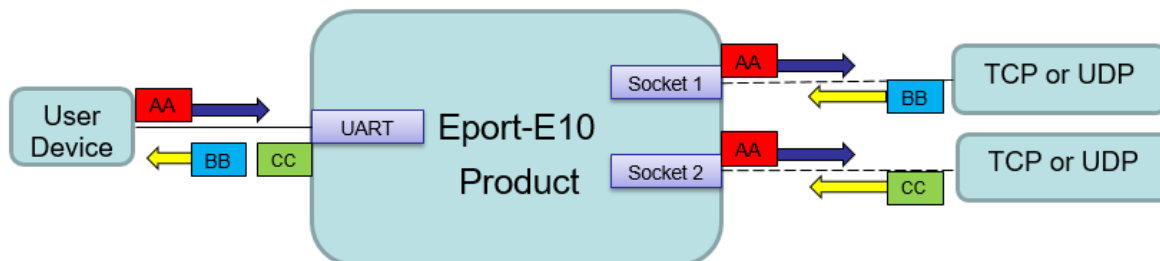 AA
User
Device
BB
CC
UART
Eport-E10
Product
Socket 1
AA
BB
TCP or UDP
Socket 2
AA
CC
TCP or UDP